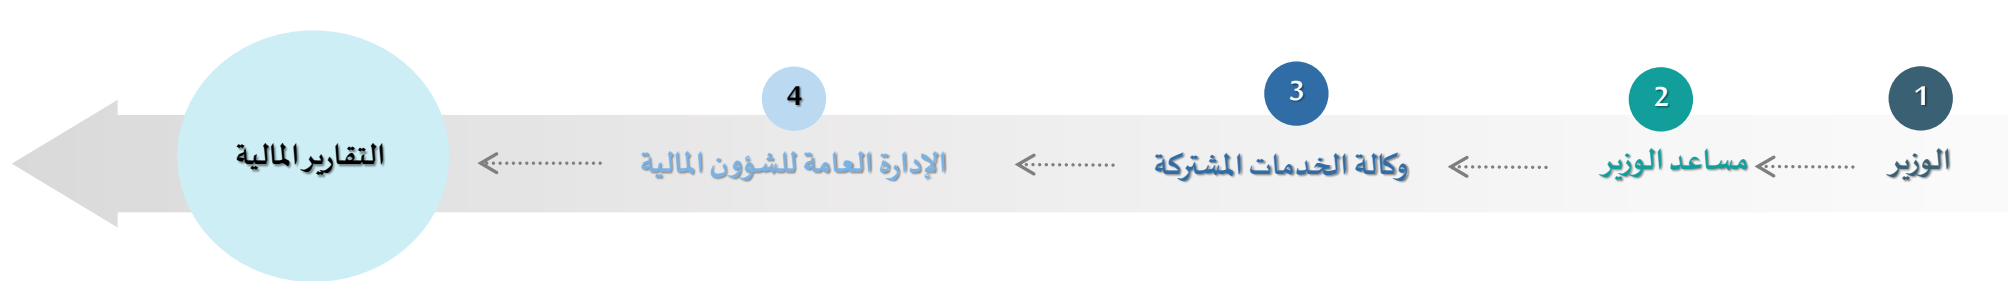 1
الوزير
2
مساعد الوزير
3
وكالة الخدمات المشتركة
4
الإدارة العامة للشؤون المالية
التقارير المالية